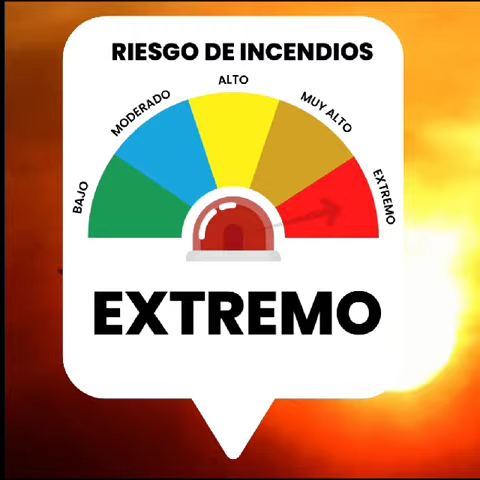 RIESGO DE INCENDIOS
BAJO
MODERADO
ALTO
MUY ALTO
EXTREMO
EXTREMO